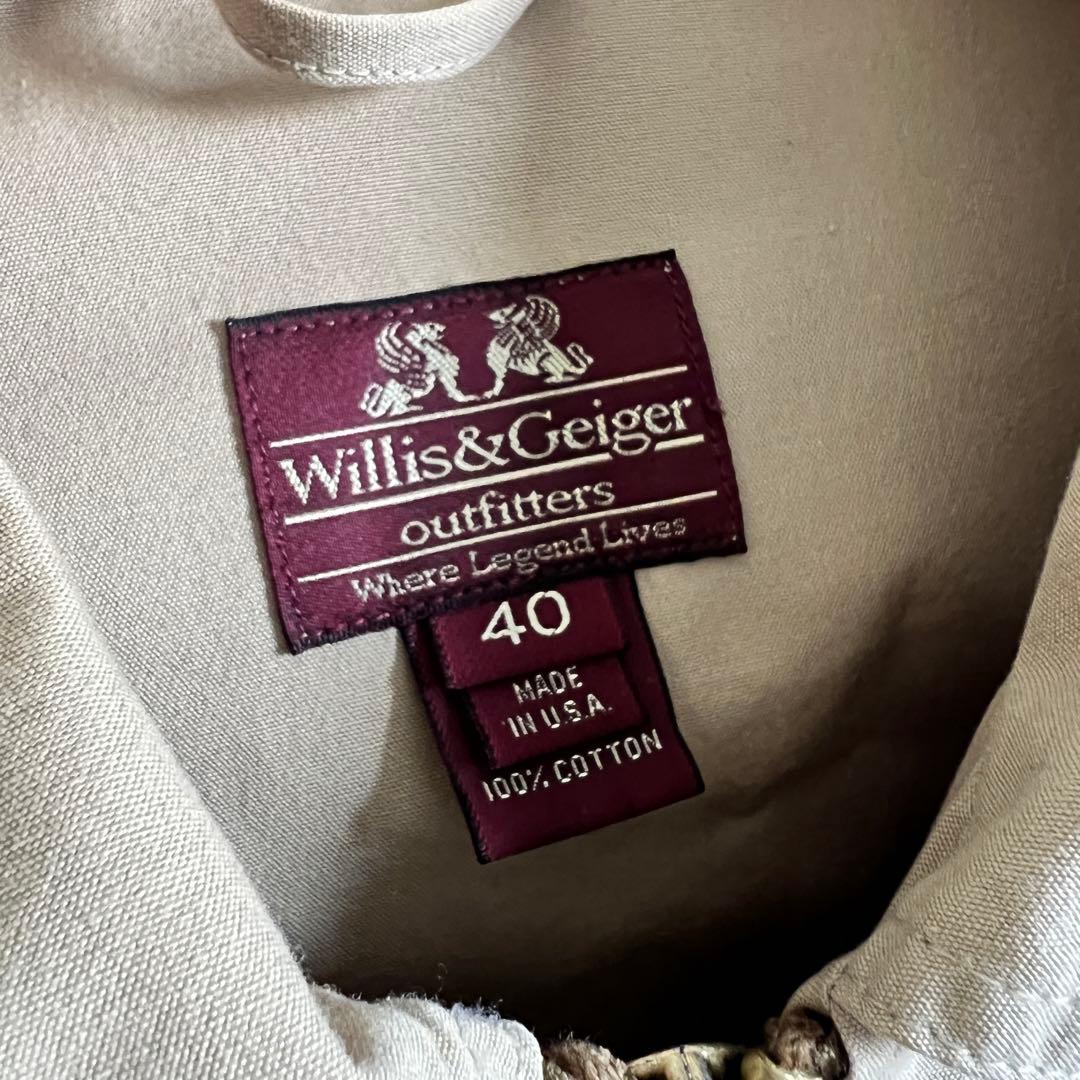 Willis&Geiger
outfitters
Where Legend Lives
40
MADE
IN U.S.A.
100% COTTON